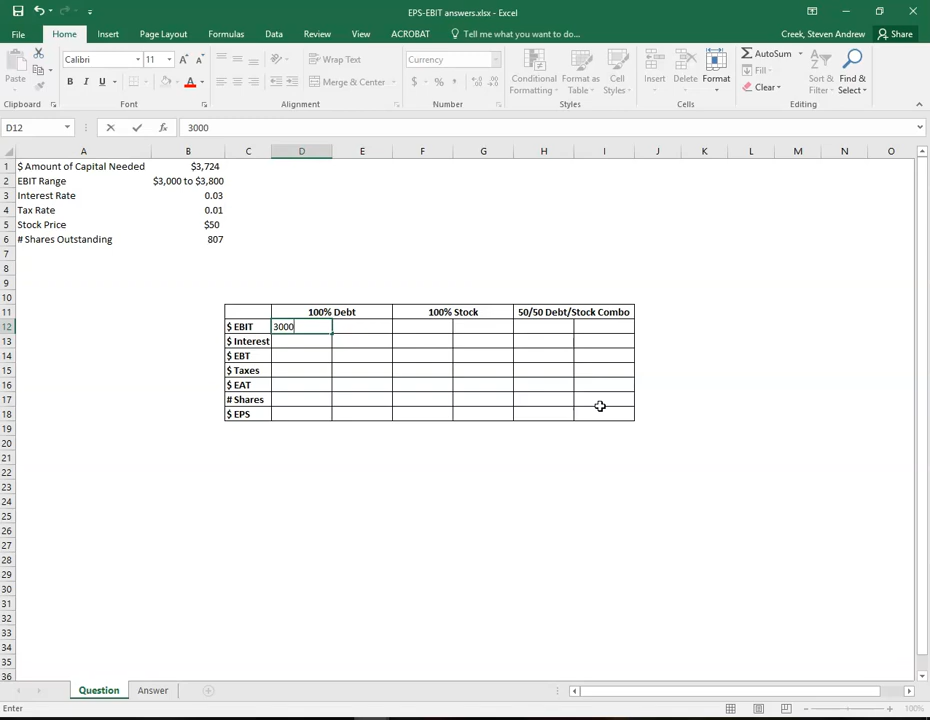 EPS-EBIT answers.xlsx - Excel
File Home Insert Page Layout Formulas Data Review View ACROBAT Tell me what you want to do... Creek, Steven Andrew Share
Paste
Clipboard
Calibri 11
B I U
Font
Wrap Text
Merge & Center
Alignment
Currency
$ % ,
Number
Conditional Formatting
Format as Table
Cell Styles
Styles
Insert Delete Format
Cells
AutoSum
Fill
Clear
Sort & Filter
Find & Select
Editing
D12 fx 3000
A B C D E F G H I J K L M N O
1 $ Amount of Capital Needed $3,724
2 EBIT Range $3,000 to $3,800
3 Interest Rate 0.03
4 Tax Rate 0.01
5 Stock Price $50
6 # Shares Outstanding 807
7
8
9
10
11 100% Debt 100% Stock 50/50 Debt/Stock Combo
12 $ EBIT 3000
13 $ Interest
14 $ EBT
15 $ Taxes
16 $ EAT
17 # Shares
18 $ EPS
19
20
21
22
23
24
25
26
27
28
29
30
31
32
33
34
35
36
Question Answer
Enter 100%